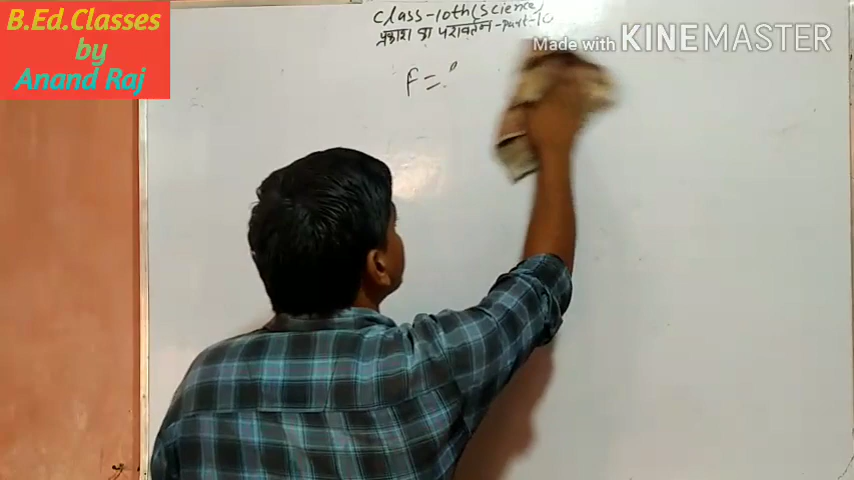 B.Ed.Classes
by
Anand Raj
Class-10th(Science)
प्रकाश का परावर्तन-Part-10
Made with KINEMASTER
f=